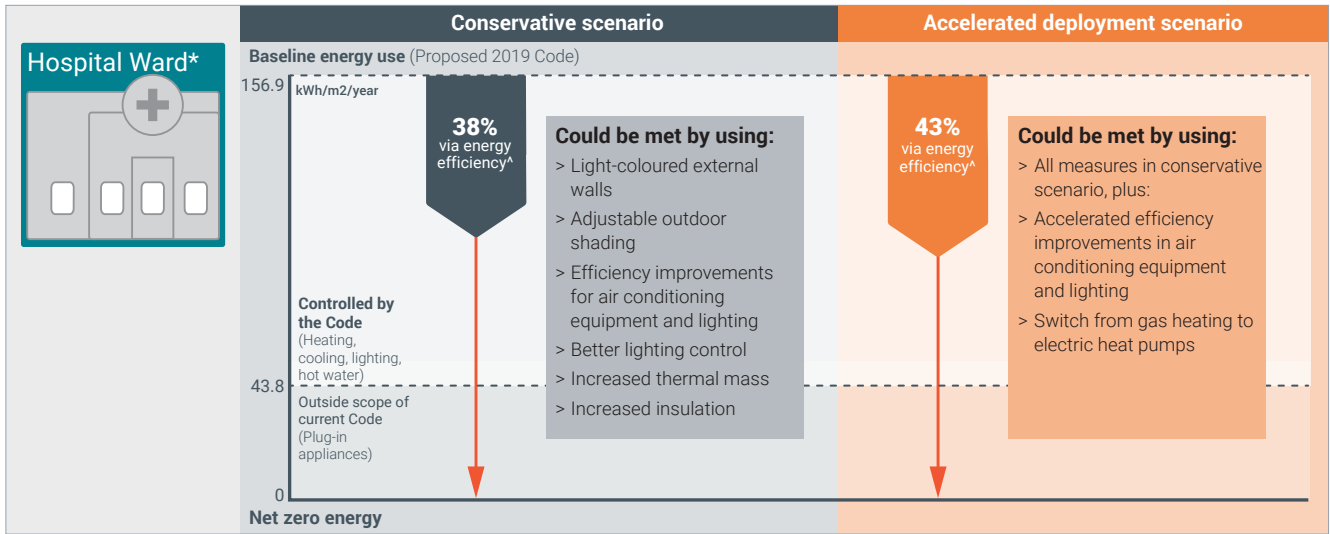 Conservative scenario
Accelerated deployment scenario
Hospital Ward*
Baseline energy use (Proposed 2019 Code)
156.9
kWh/m2/year
38%
via energy
efficiency^
Could be met by using:
> Light-coloured external
walls
> Adjustable outdoor
shading
> Efficiency improvements
for air conditioning
equipment and lighting
> Better lighting control
> Increased thermal mass
> Increased insulation
43%
via energy
efficiency^
Could be met by using:
> All measures in conservative
scenario, plus:
> Accelerated efficiency
improvements in air
conditioning equipment
and lighting
> Switch from gas heating to
electric heat pumps
Controlled by
the Code
(Heating,
cooling, lighting,
hot water)
43.8
Outside scope of
current Code
(Plug-in
appliances)
0
Net zero energy